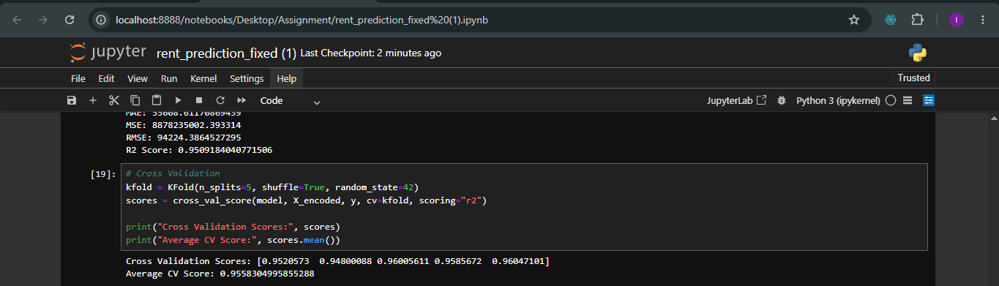 localhost:8888/notebooks/Desktop/Assignment/rent_prediction_fixed%20(1).ipynb
I
jupyter rent_prediction_fixed (1) Last Checkpoint: 2 minutes ago
File Edit View Run Kernel Settings Help
Trusted
Code
JupyterLab
Python 3 (ipykernel)
MAE: 55608.61170869439
MSE: 8878235002.393314
RMSE: 94224.3864527295
R2 Score: 0.9509184040771506
[19]:
# Cross Validation
kfold = KFold(n_splits=5, shuffle=True, random_state=42)
scores = cross_val_score(model, X_encoded, y, cv=kfold, scoring="r2")
print("Cross Validation Scores:", scores)
print("Average CV Score:", scores.mean())
Cross Validation Scores: [0.9520573  0.94800088 0.96005611 0.9585672  0.96047101]
Average CV Score: 0.9558304995855288